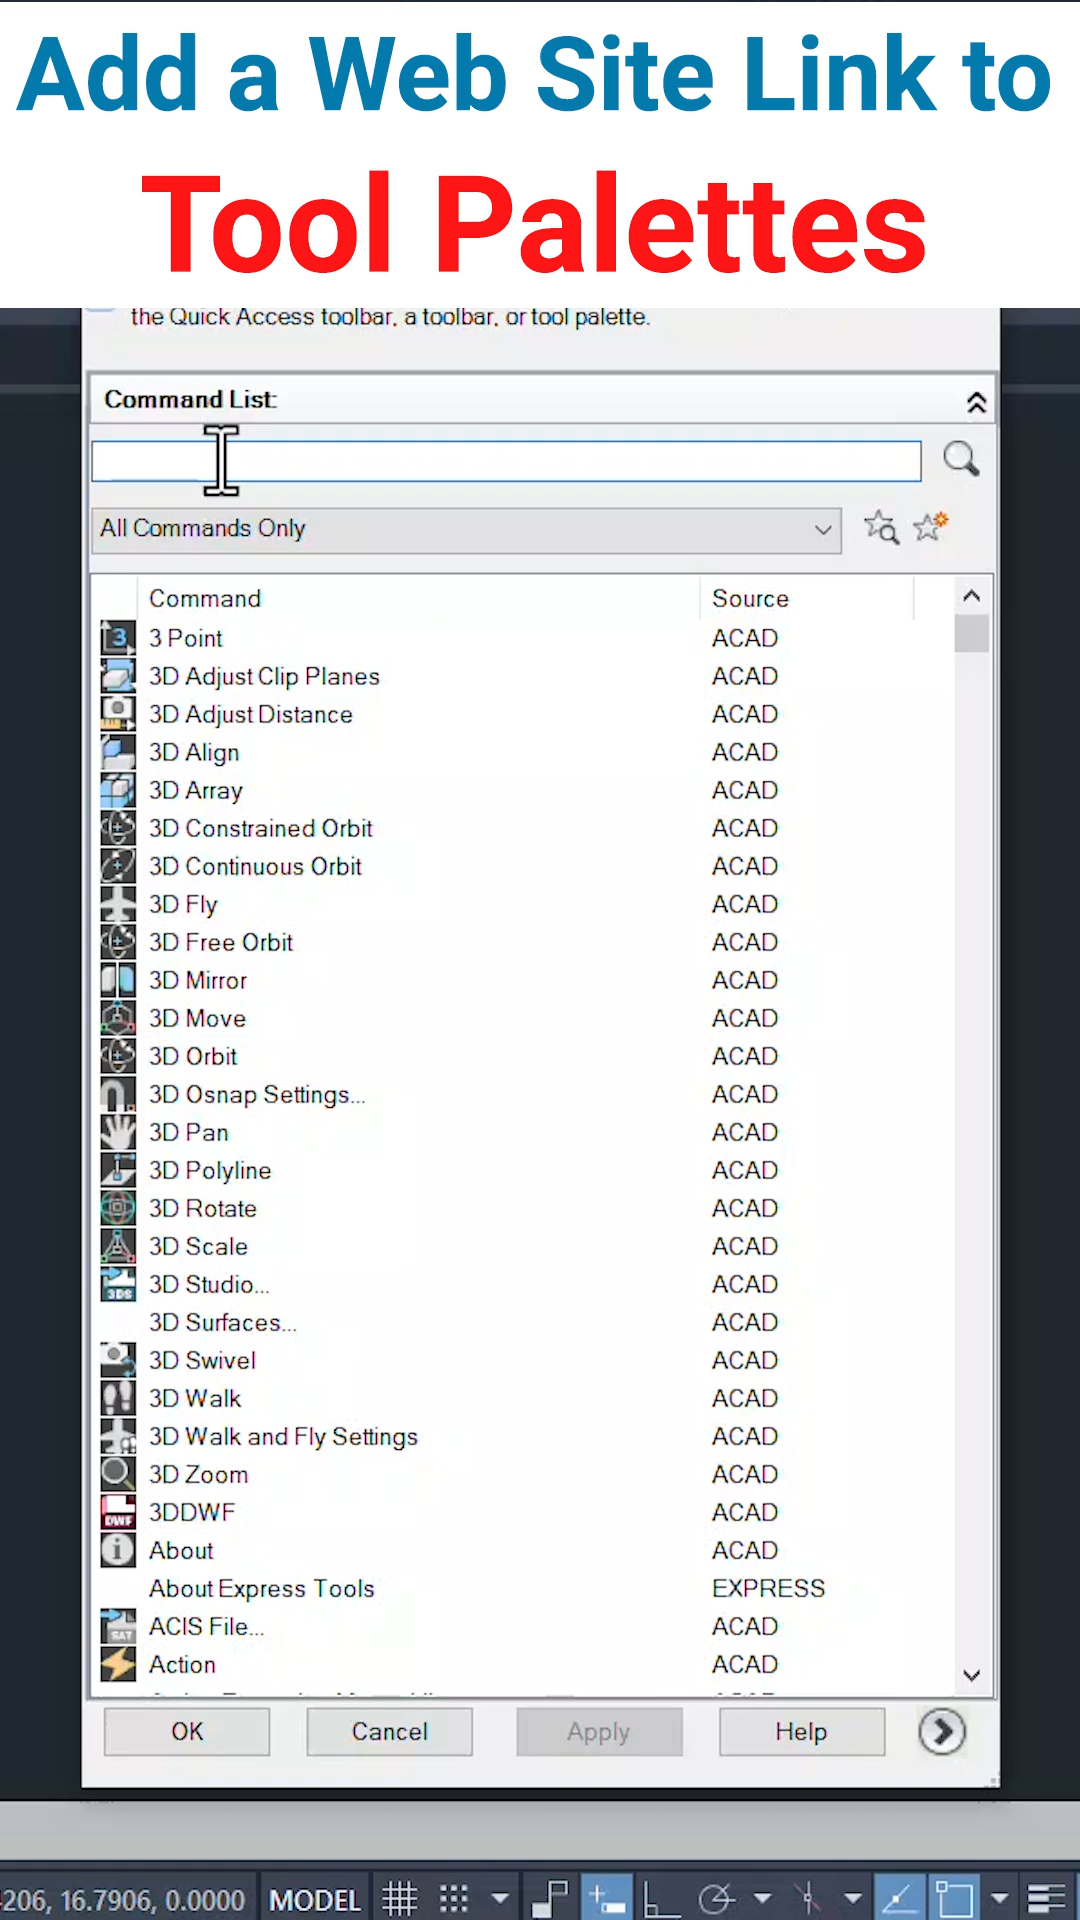 Add a Web Site Link to
Tool Palettes
the Quick Access toolbar, a toolbar, or tool palette.
Command List:
All Commands Only
Command Source
3 Point ACAD
3D Adjust Clip Planes ACAD
3D Adjust Distance ACAD
3D Align ACAD
3D Array ACAD
3D Constrained Orbit ACAD
3D Continuous Orbit ACAD
3D Fly ACAD
3D Free Orbit ACAD
3D Mirror ACAD
3D Move ACAD
3D Orbit ACAD
3D Osnap Settings... ACAD
3D Pan ACAD
3D Polyline ACAD
3D Rotate ACAD
3D Scale ACAD
3D Studio... ACAD
3D Surfaces... ACAD
3D Swivel ACAD
3D Walk ACAD
3D Walk and Fly Settings ACAD
3D Zoom ACAD
3DDWF ACAD
About ACAD
About Express Tools EXPRESS
ACIS File... ACAD
Action ACAD
OK Cancel Apply Help
206, 16.7906, 0.0000 MODEL